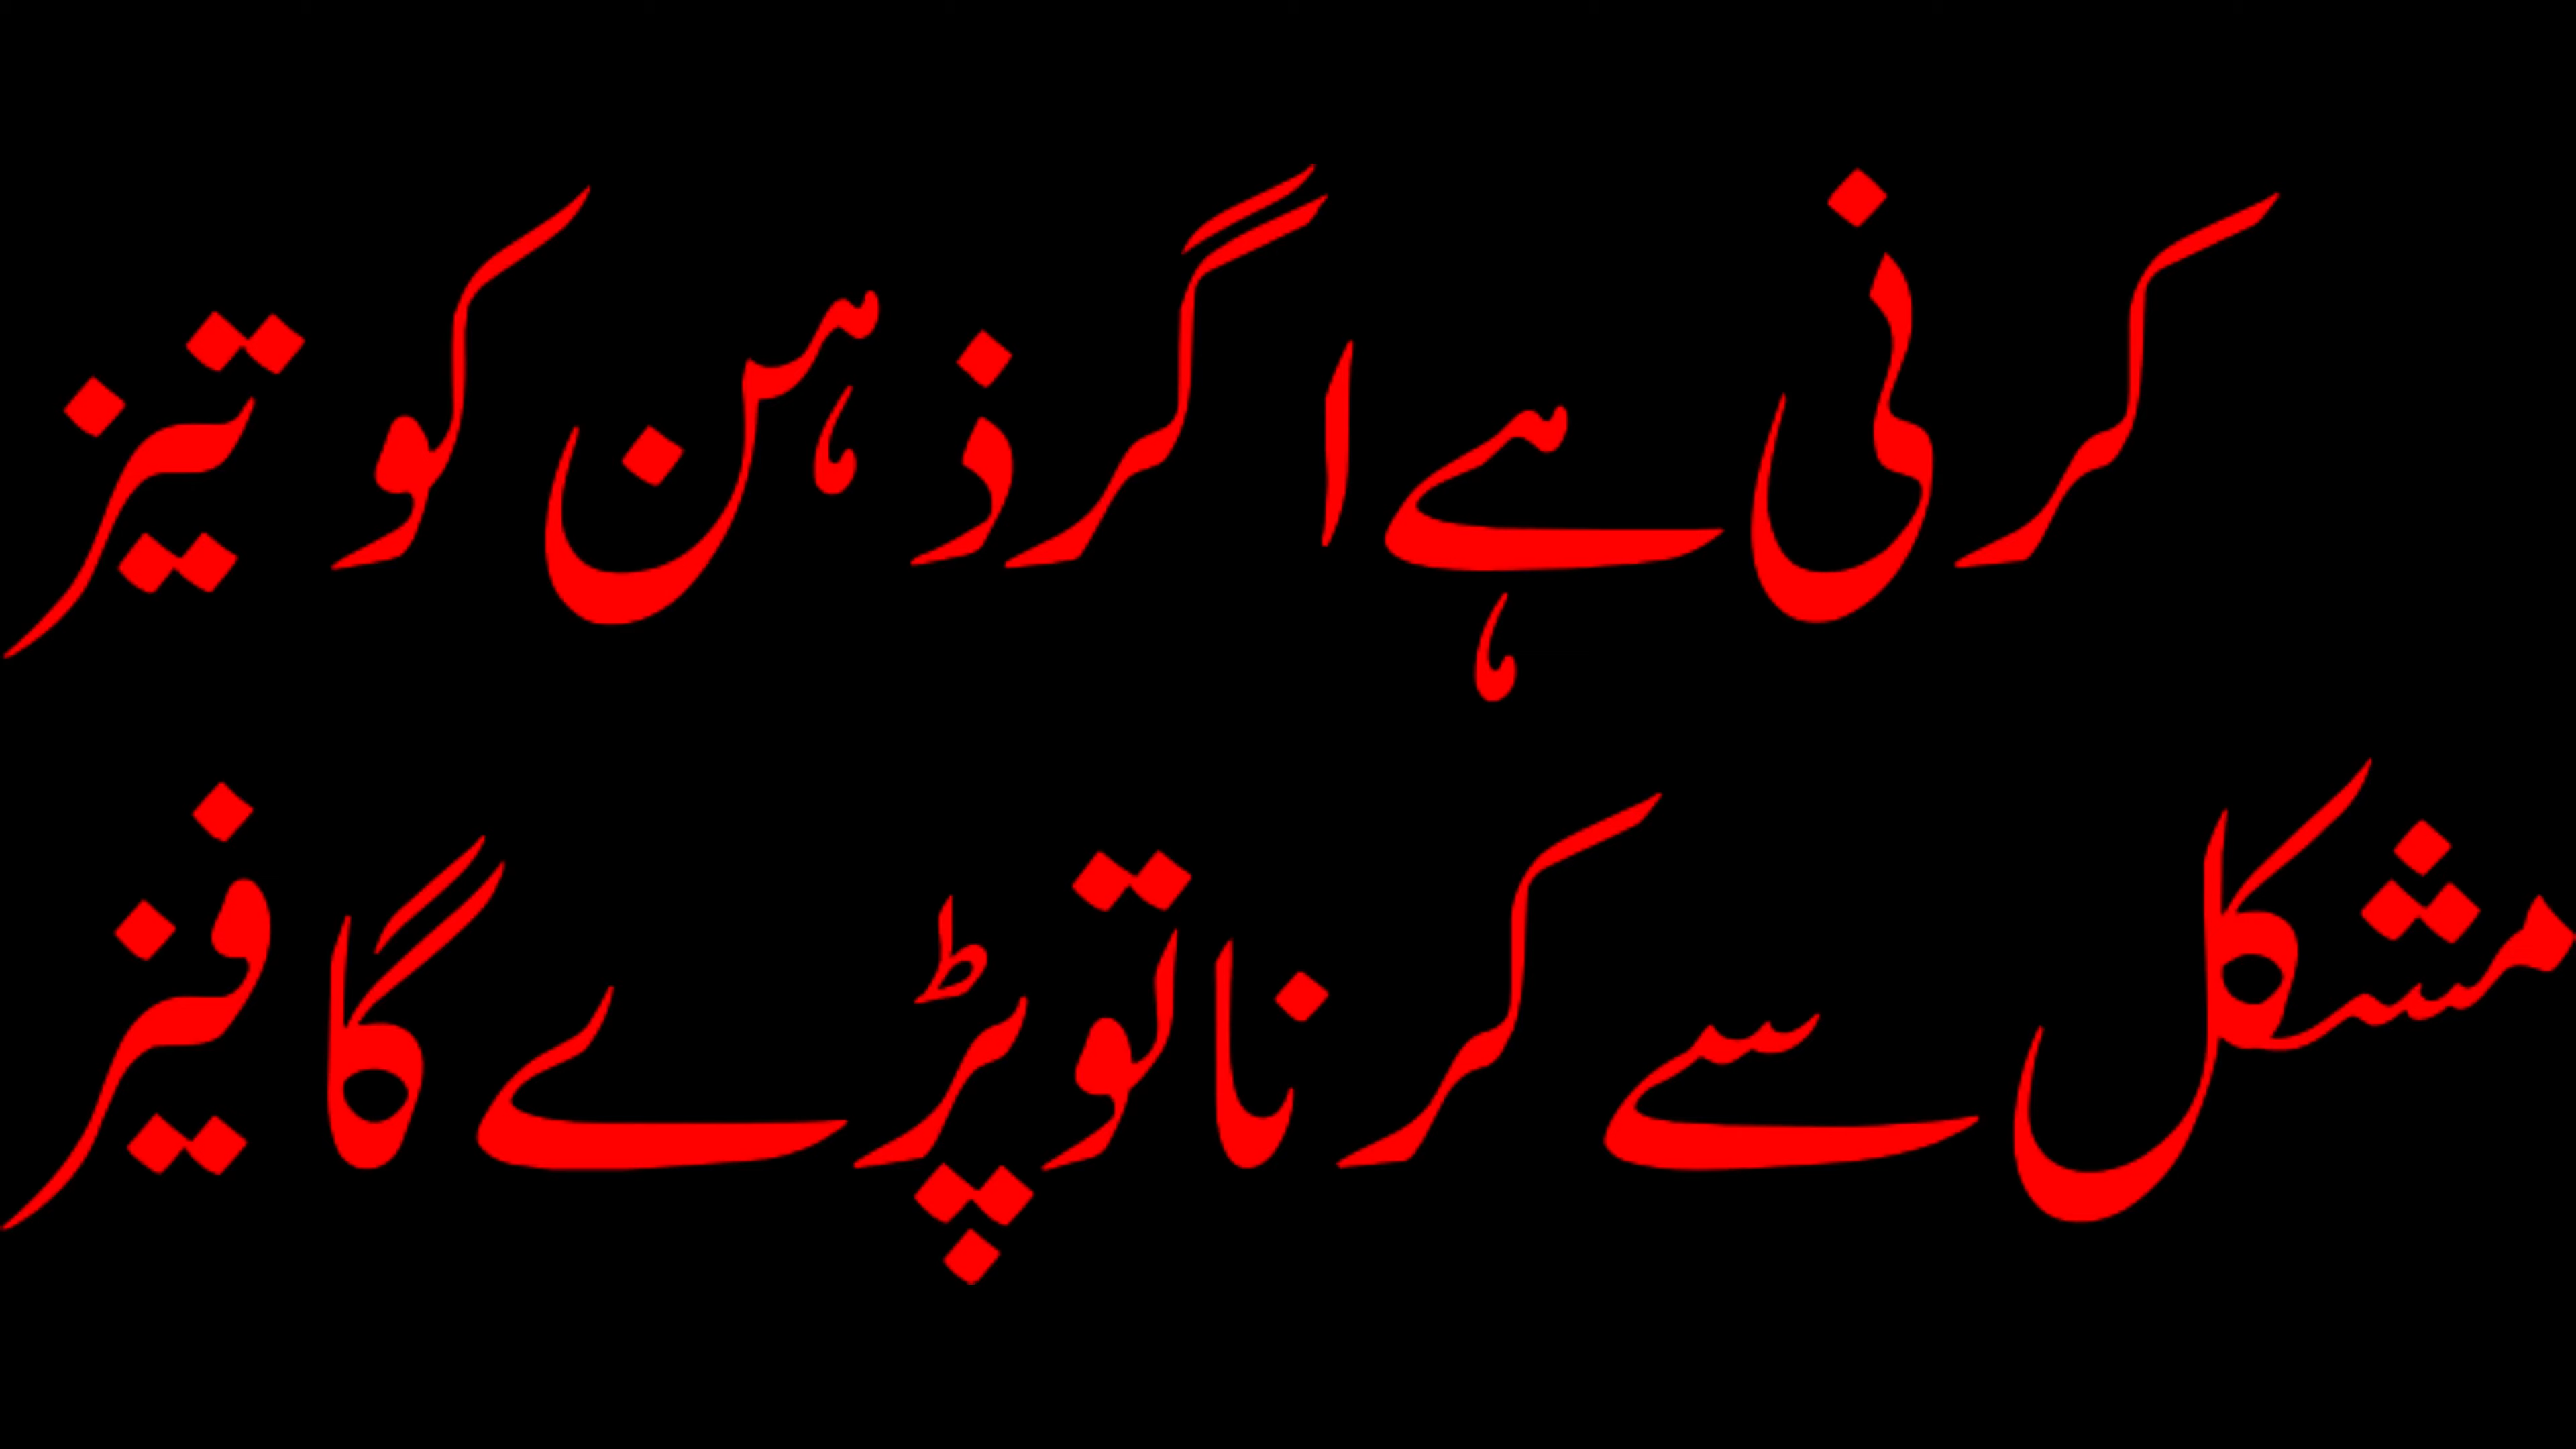 کرنی ہے اگر ذہن کو تیز
مشکل سے کرنا تو پڑے گا فیز